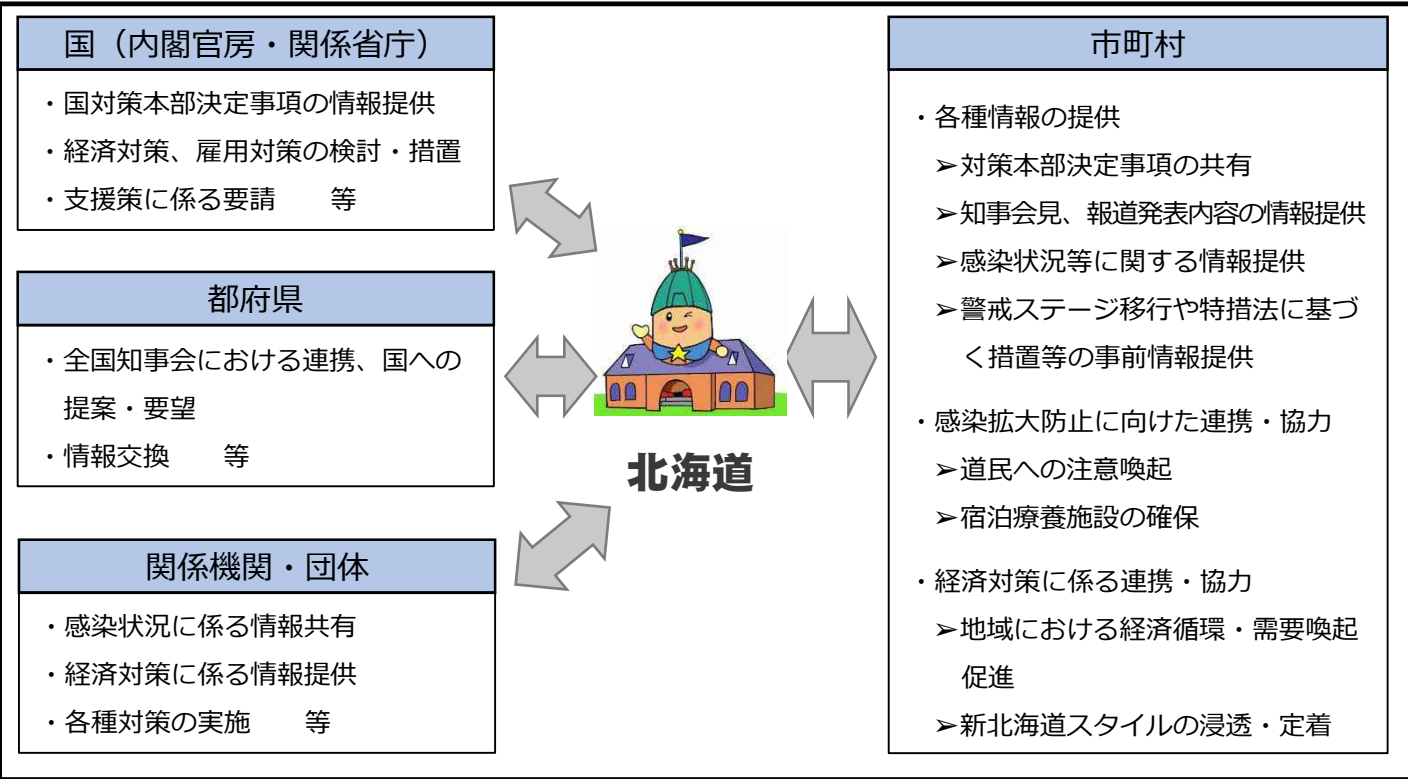 国（内閣官房・関係省庁）
・国対策本部決定事項の情報提供
・経済対策、雇用対策の検討・措置
・支援策に係る要請　　等
都府県
・全国知事会における連携、国への
提案・要望
・情報交換　　等
関係機関・団体
・感染状況に係る情報共有
・経済対策に係る情報提供
・各種対策の実施　　等
北海道
市町村
・各種情報の提供
➢対策本部決定事項の共有
➢知事会見、報道発表内容の情報提供
➢感染状況等に関する情報提供
➢警戒ステージ移行や特措法に基づ
く措置等の事前情報提供
・感染拡大防止に向けた連携・協力
➢道民への注意喚起
➢宿泊療養施設の確保
・経済対策に係る連携・協力
➢地域における経済循環・需要喚起
促進
➢新北海道スタイルの浸透・定着